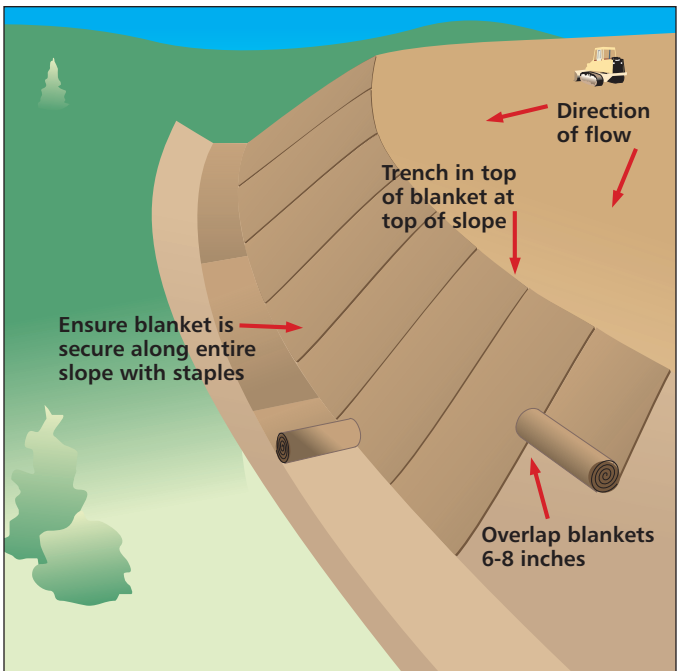 Direction
of flow
Trench in top
of blanket at
top of slope
Ensure blanket is
secure along entire
slope with staples
Overlap blankets
6-8 inches